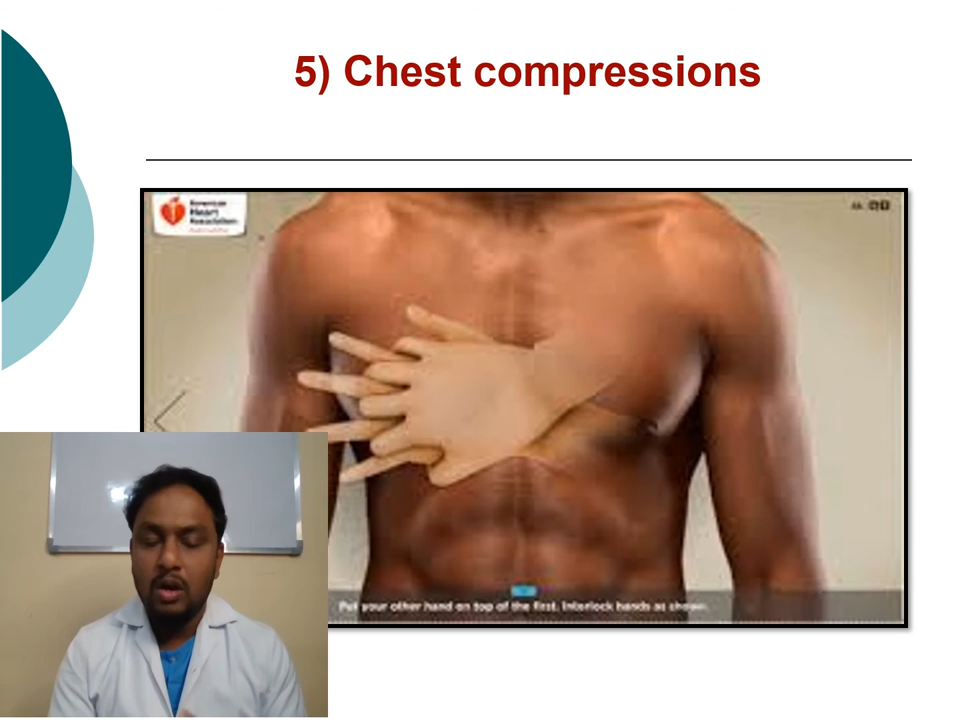 5) Chest compressions
American
Heart
Association
Put your other hand on top of the first. Interlock hands as shown.